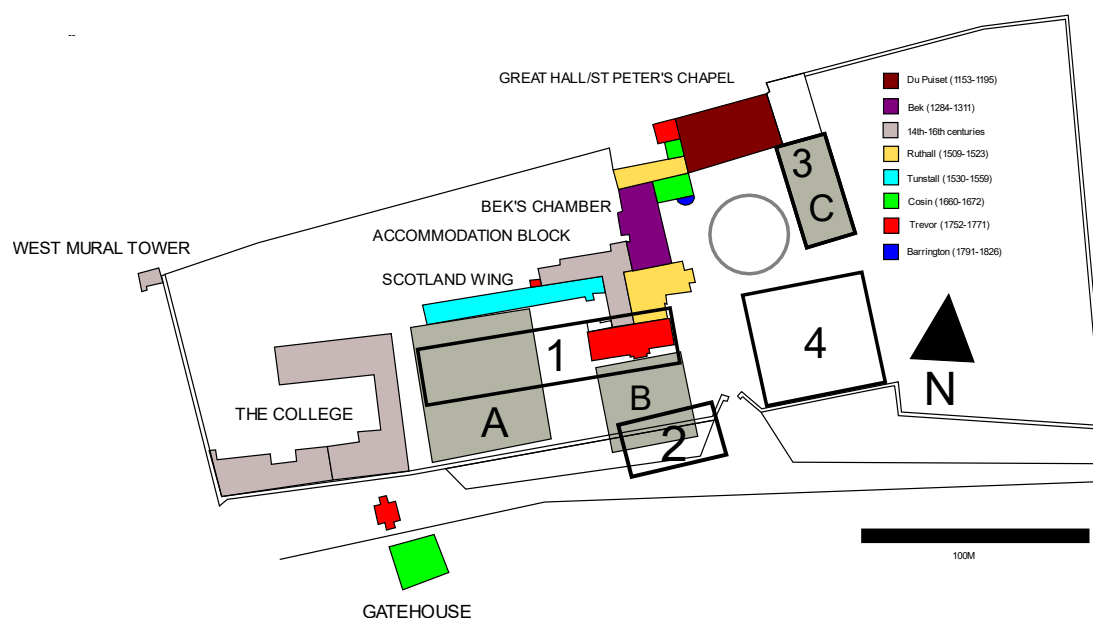 --
GREAT HALL/ST PETER'S CHAPEL
Du Puiset (1153-1195)
Bek (1284-1311)
14th-16th centuries
Ruthall (1509-1523)
Tunstall (1530-1559)
Cosin (1660-1672)
Trevor (1752-1771)
Barrington (1791-1826)
3
C
BEK'S CHAMBER
ACCOMMODATION BLOCK
WEST MURAL TOWER
SCOTLAND WING
1
4
N
THE COLLEGE
A
B
2
100M
GATEHOUSE